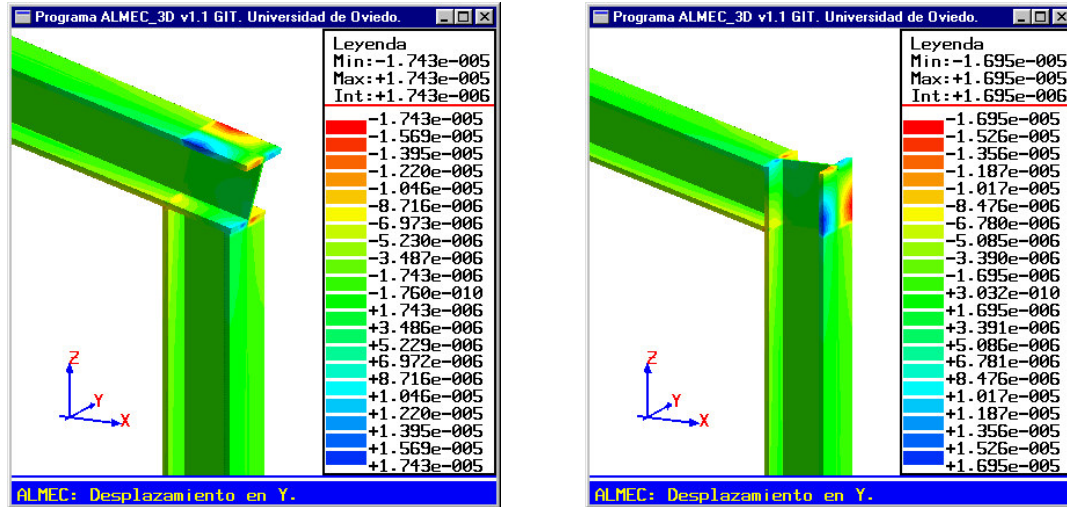 Programa ALMEC_3D v1.1 GIT. Universidad de Oviedo.
Leyenda
Min:-1.743e-005
Max:+1.743e-005
Int:+1.743e-006
-1.743e-005
-1.569e-005
-1.395e-005
-1.220e-005
-1.046e-005
-8.716e-006
-6.973e-006
-5.230e-006
-3.487e-006
-1.743e-006
-1.760e-010
+1.743e-006
+3.486e-006
+5.229e-006
+6.972e-006
+8.716e-006
+1.046e-005
+1.220e-005
+1.395e-005
+1.569e-005
+1.743e-005
Z
Y
X
ALMEC: Desplazamiento en Y.
Programa ALMEC_3D v1.1 GIT. Universidad de Oviedo.
Leyenda
Min:-1.695e-005
Max:+1.695e-005
Int:+1.695e-006
-1.695e-005
-1.526e-005
-1.356e-005
-1.187e-005
-1.017e-005
-8.476e-006
-6.780e-006
-5.085e-006
-3.390e-006
-1.695e-006
+3.032e-010
+1.695e-006
+3.391e-006
+5.086e-006
+6.781e-006
+8.476e-006
+1.017e-005
+1.187e-005
+1.356e-005
+1.526e-005
+1.695e-005
Z
Y
X
ALMEC: Desplazamiento en Y.